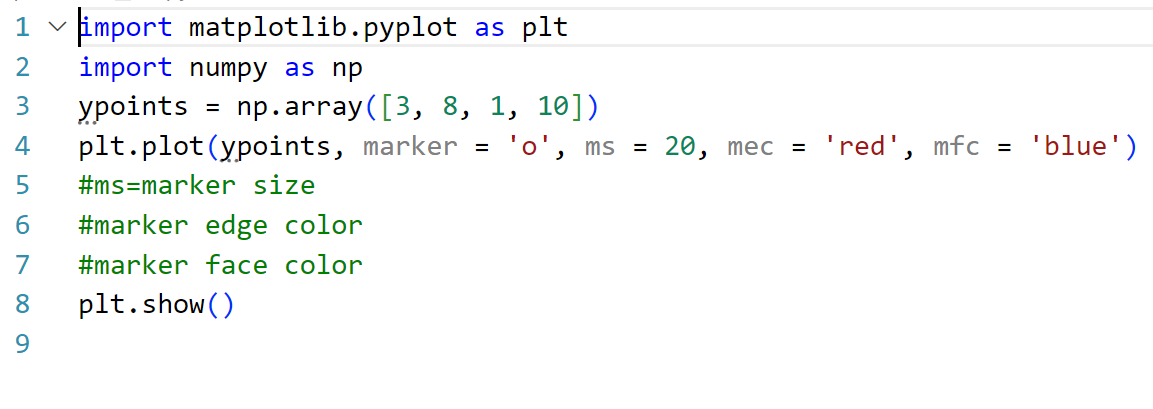 1 import matplotlib.pyplot as plt
2 import numpy as np
3 ypoints = np.array([3, 8, 1, 10])
4 plt.plot(ypoints, marker = 'o', ms = 20, mec = 'red', mfc = 'blue')
5 #ms=marker size
6 #marker edge color
7 #marker face color
8 plt.show()
9